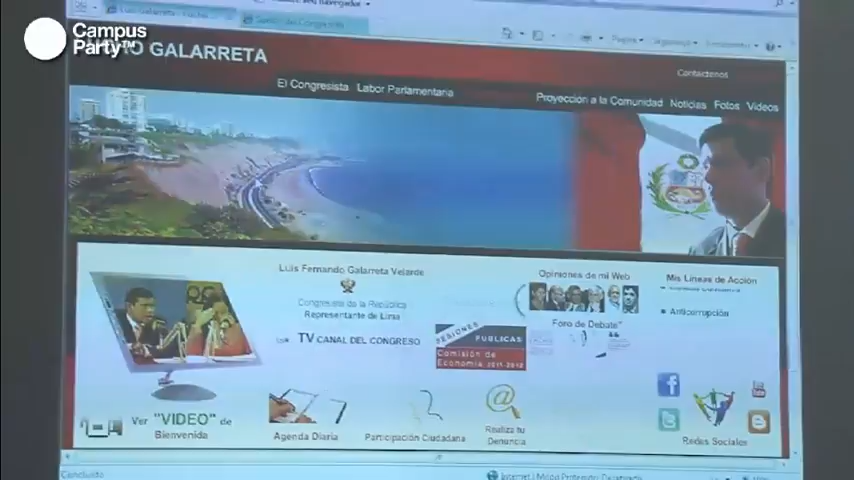 Campus
Party™
GALARRETA
Contáctenos
El Congresista Labor Parlamentaria
Proyección a la Comunidad Noticias Fotos Videos
Luis Fernando Galarreta Velarde
Congresista de la República
Representante de Lima
TV CANAL DEL CONGRESO
SESIONES PUBLICAS
Comisión de
Economía 2011-2012
Opiniones de mi Web
Foro de Debate"
Mis Líneas de Acción
Anticorrupción
Ver "VIDEO" de
Bienvenida
Agenda Diaria
Participación Ciudadana
Realiza tu
Denuncia
Redes Sociales